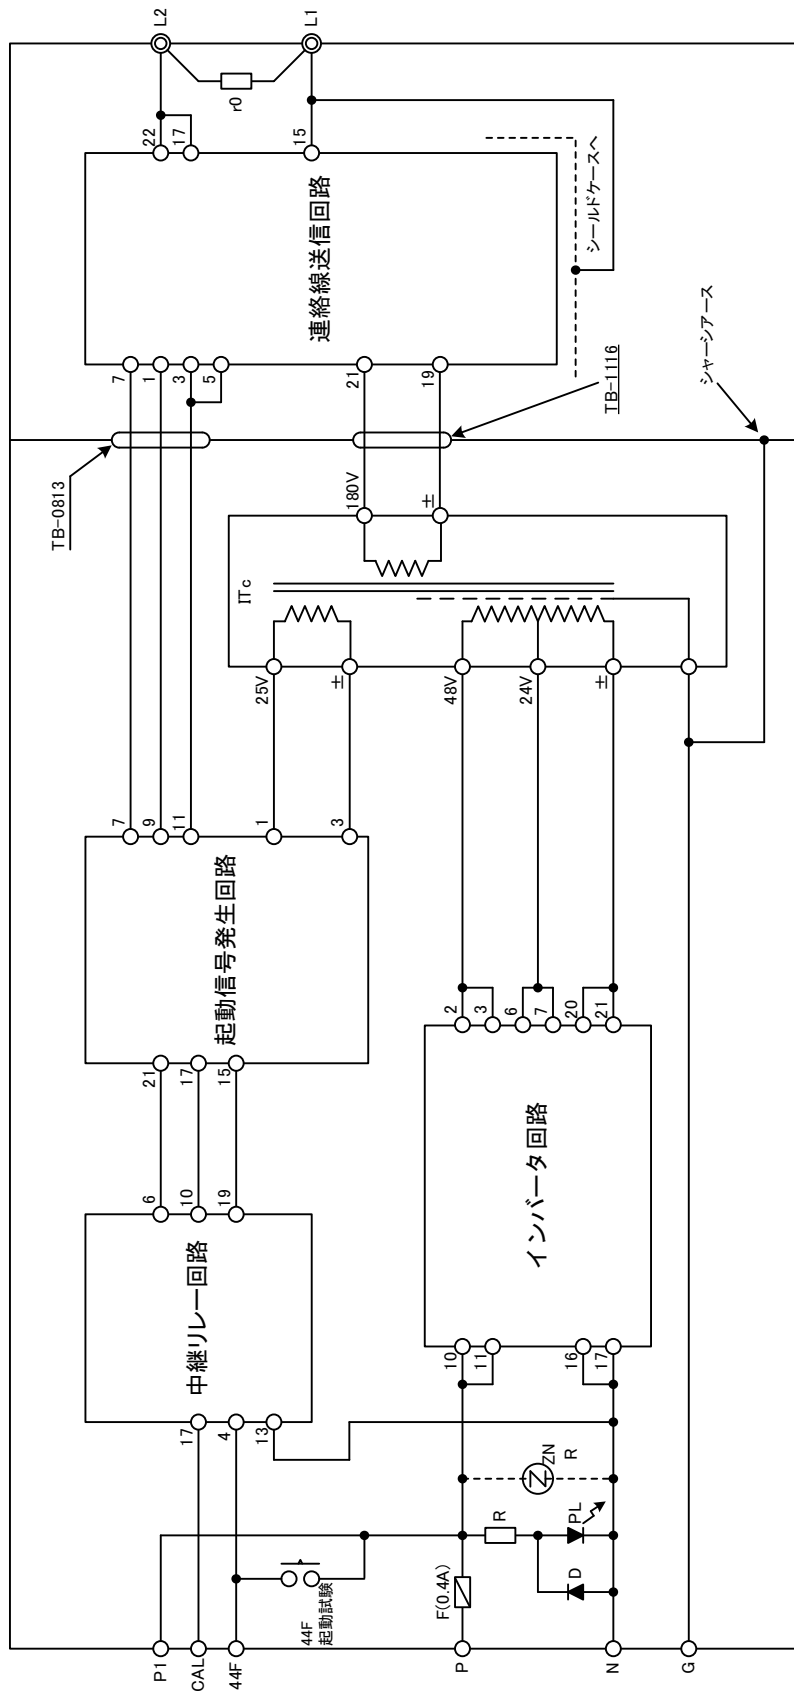 P1
CAL
44F
P
N
G
44F
起動試験
F(0.4A)
R
D
PL
ZN
R
17
4
13
中継リレー回路
6
10
19
21
17
15
起動信号発生回路
7
9
11
1
3
10
11
16
17
インバータ回路
2
3
6
7
20
21
25V
±
48V
24V
±
ITc
180V
±
TB-0813
TB-1116
シャーシアース
7
1
3
5
21
19
連絡線送信回路
シールドケースへ
22
17
15
r0
L2
L1